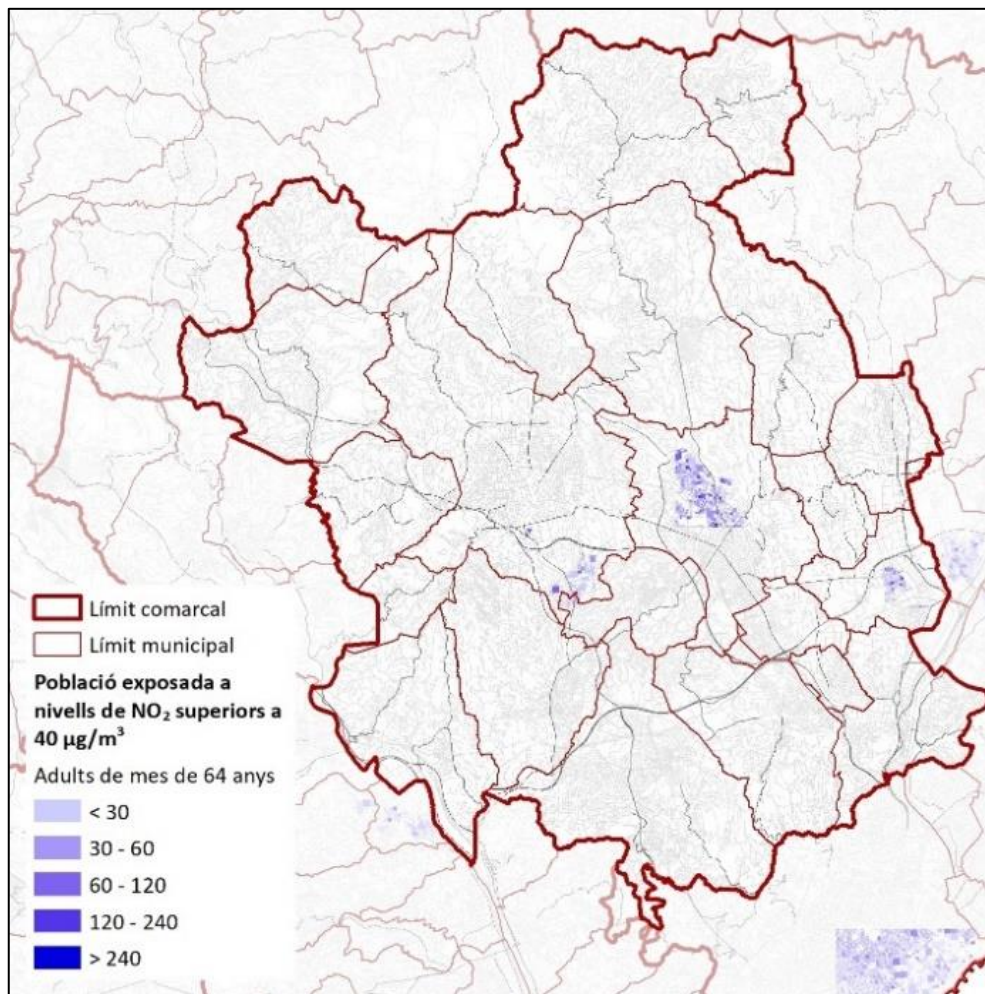 Límit comarcal
Límit municipal
Població exposada a
nivells de NO₂ superiors a
40 µg/m³
Adults de mes de 64 anys
< 30
30 - 60
60 - 120
120 - 240
> 240